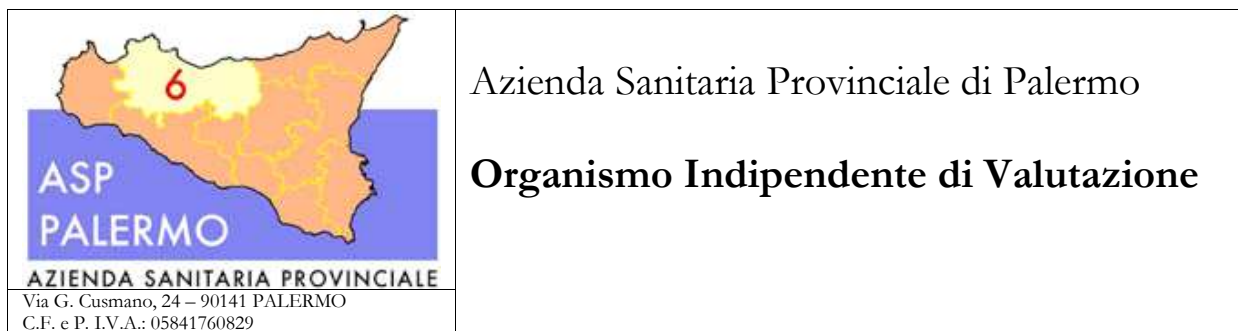 6
ASP
PALERMO
AZIENDA SANITARIA PROVINCIALE
Via G. Cusmano, 24 – 90141 PALERMO
C.F. e P. I.V.A.: 05841760829
Azienda Sanitaria Provinciale di Palermo
Organismo Indipendente di Valutazione